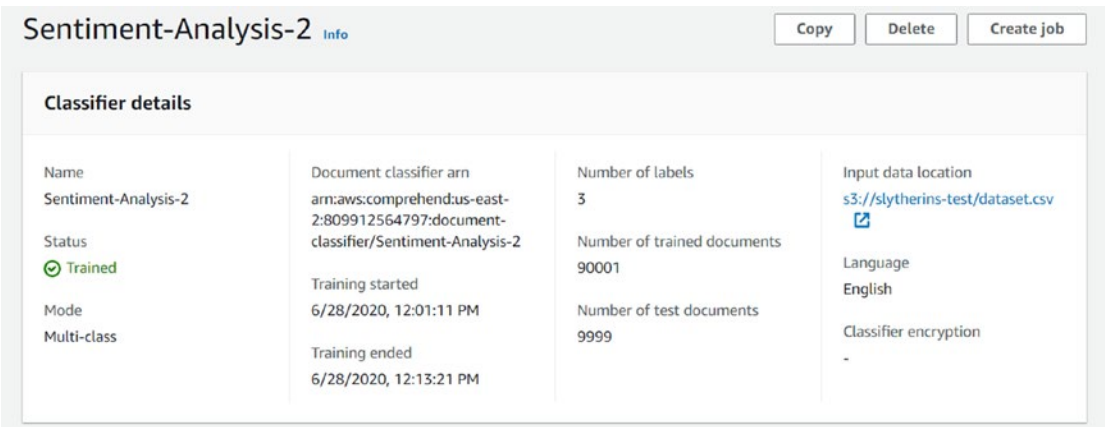 Sentiment-Analysis-2 Info
Copy
Delete
Create job
Classifier details
Name
Sentiment-Analysis-2
Status
Trained
Mode
Multi-class
Document classifier arn
arn:aws:comprehend:us-east-
2:809912564797:document-
classifier/Sentiment-Analysis-2
Training started
6/28/2020, 12:01:11 PM
Training ended
6/28/2020, 12:13:21 PM
Number of labels
3
Number of trained documents
90001
Number of test documents
9999
Input data location
s3://slytherins-test/dataset.csv
Language
English
Classifier encryption
-